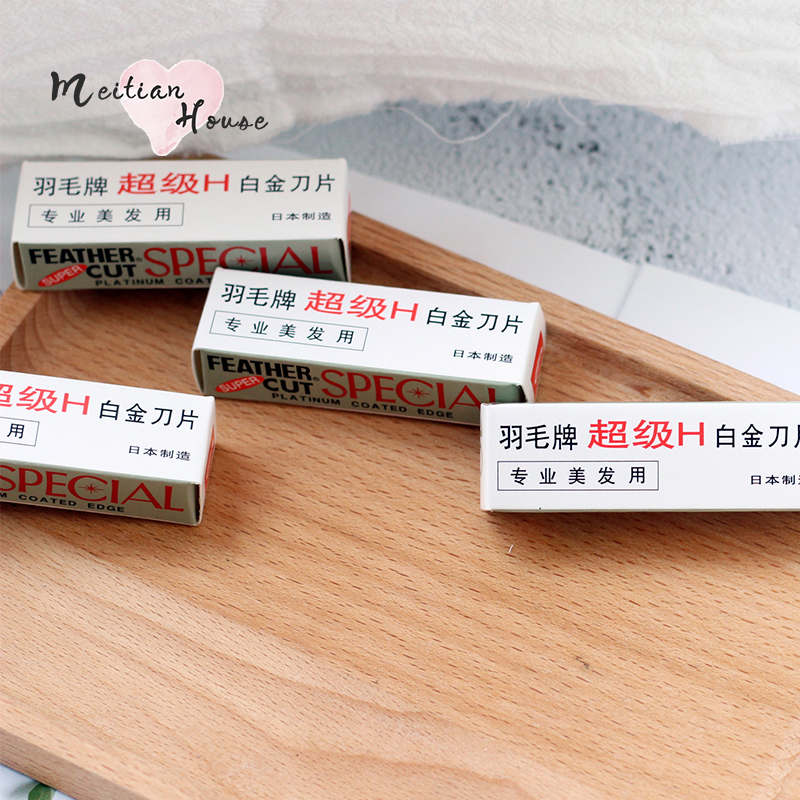 Meitian
House
羽毛牌 超级H 白金刀片
专业美发用
日本制造
FEATHER® SPECIAL
SUPER CUT
PLATINUM COAT
羽毛牌 超级H 白金刀片
专业美发用
日本制造
FEATHER® SPECIAL
SUPER CUT
PLATINUM COATED EDGE
超级H 白金刀片
用
日本制造
SPECIAL
M COATED EDGE
羽毛牌 超级H 白金刀片
专业美发用
日本制造